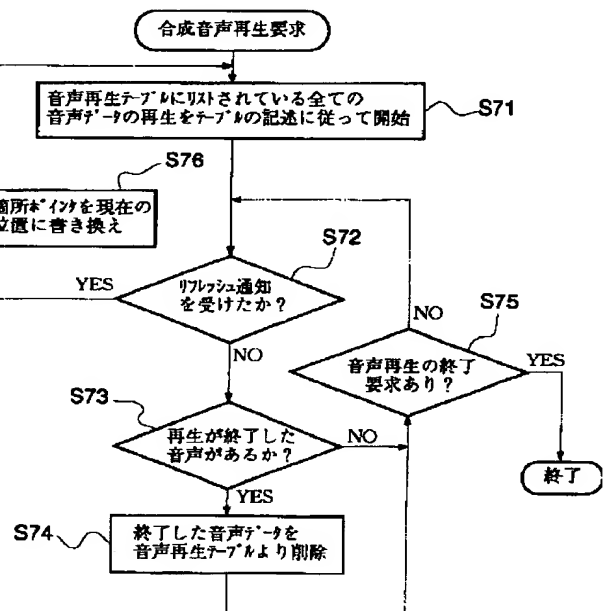 合成音声再生要求
音声再生テーブルにリストされている全ての
音声データの再生をテーブルの記述に従って開始
S71
S76
箇所ポインタを現在の
位置に書き換え
S72
YES
リフレッシュ通知
を受けたか?
NO
S75
NO
音声再生の終了
要求あり?
YES
S73
再生が終了した
音声があるか?
NO
YES
終了
S74
終了した音声データを
音声再生テーブルより削除